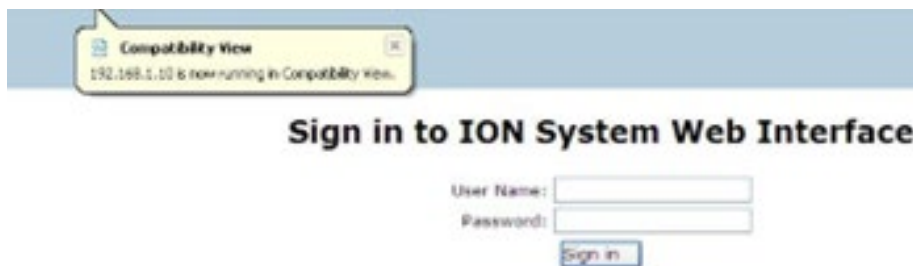 Compatibility View
192.168.1.10 is now running in Compatibility View.
Sign in to ION System Web Interface
User Name:
Password:
Sign in